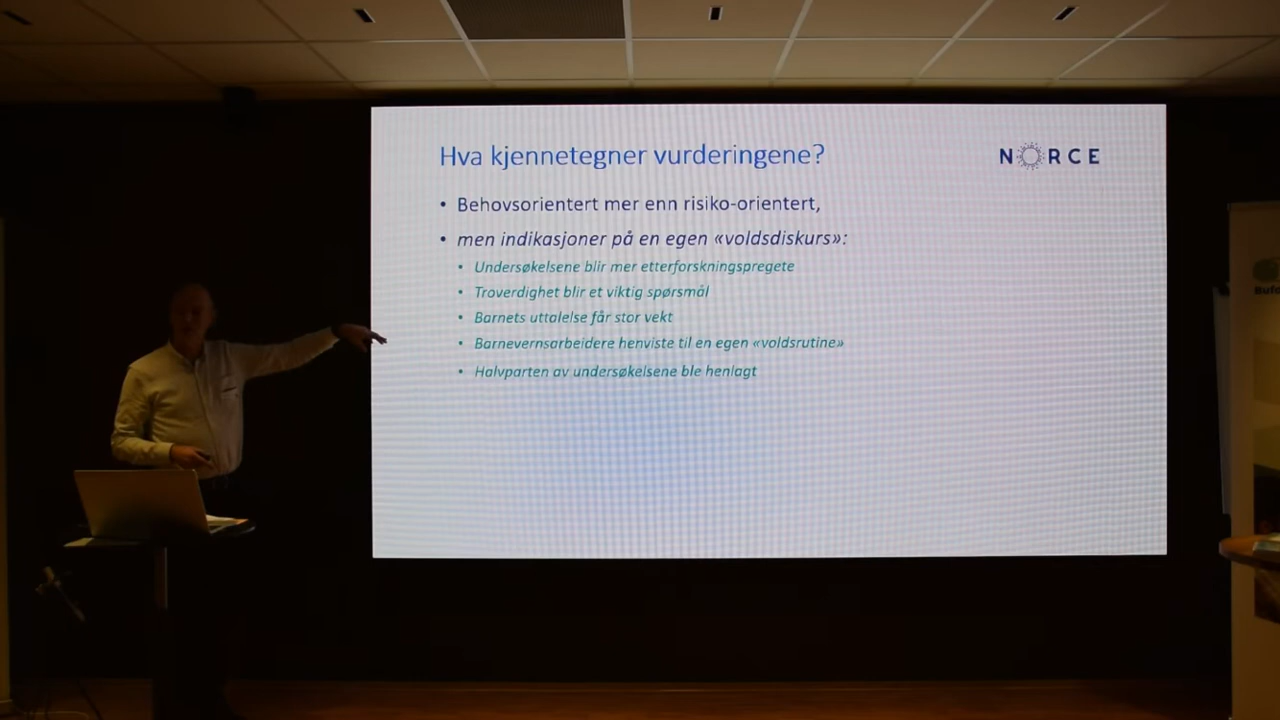 Hva kjennetegner vurderingene?
NORCE
• Behovsorientert mer enn risiko-orientert,
• men indikasjoner på en egen «voldsdiskurs»:
• Undersøkelsene blir mer etterforskningspregete
• Troverdighet blir et viktig spørsmål
• Barnets uttalelse får stor vekt
• Barnevernsarbeidere henviste til en egen «voldsrutine»
• Halvparten av undersøkelsene ble henlagt